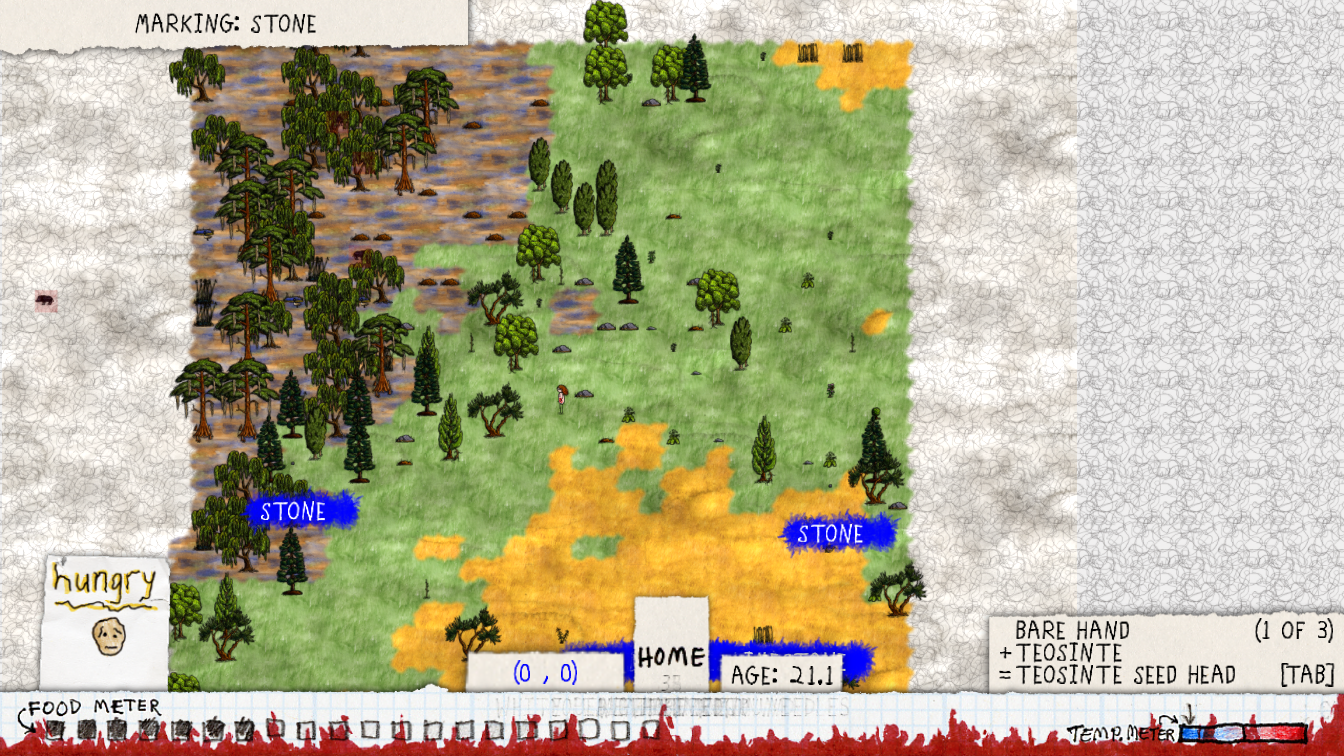 MARKING: STONE
STONE
STONE
hungry
HOME
(0 , 0)
AGE: 21.1
BARE HAND (1 OF 3)
+ TEOSINTE
= TEOSINTE SEED HEAD [TAB]
FOOD METER
TEMP. METER